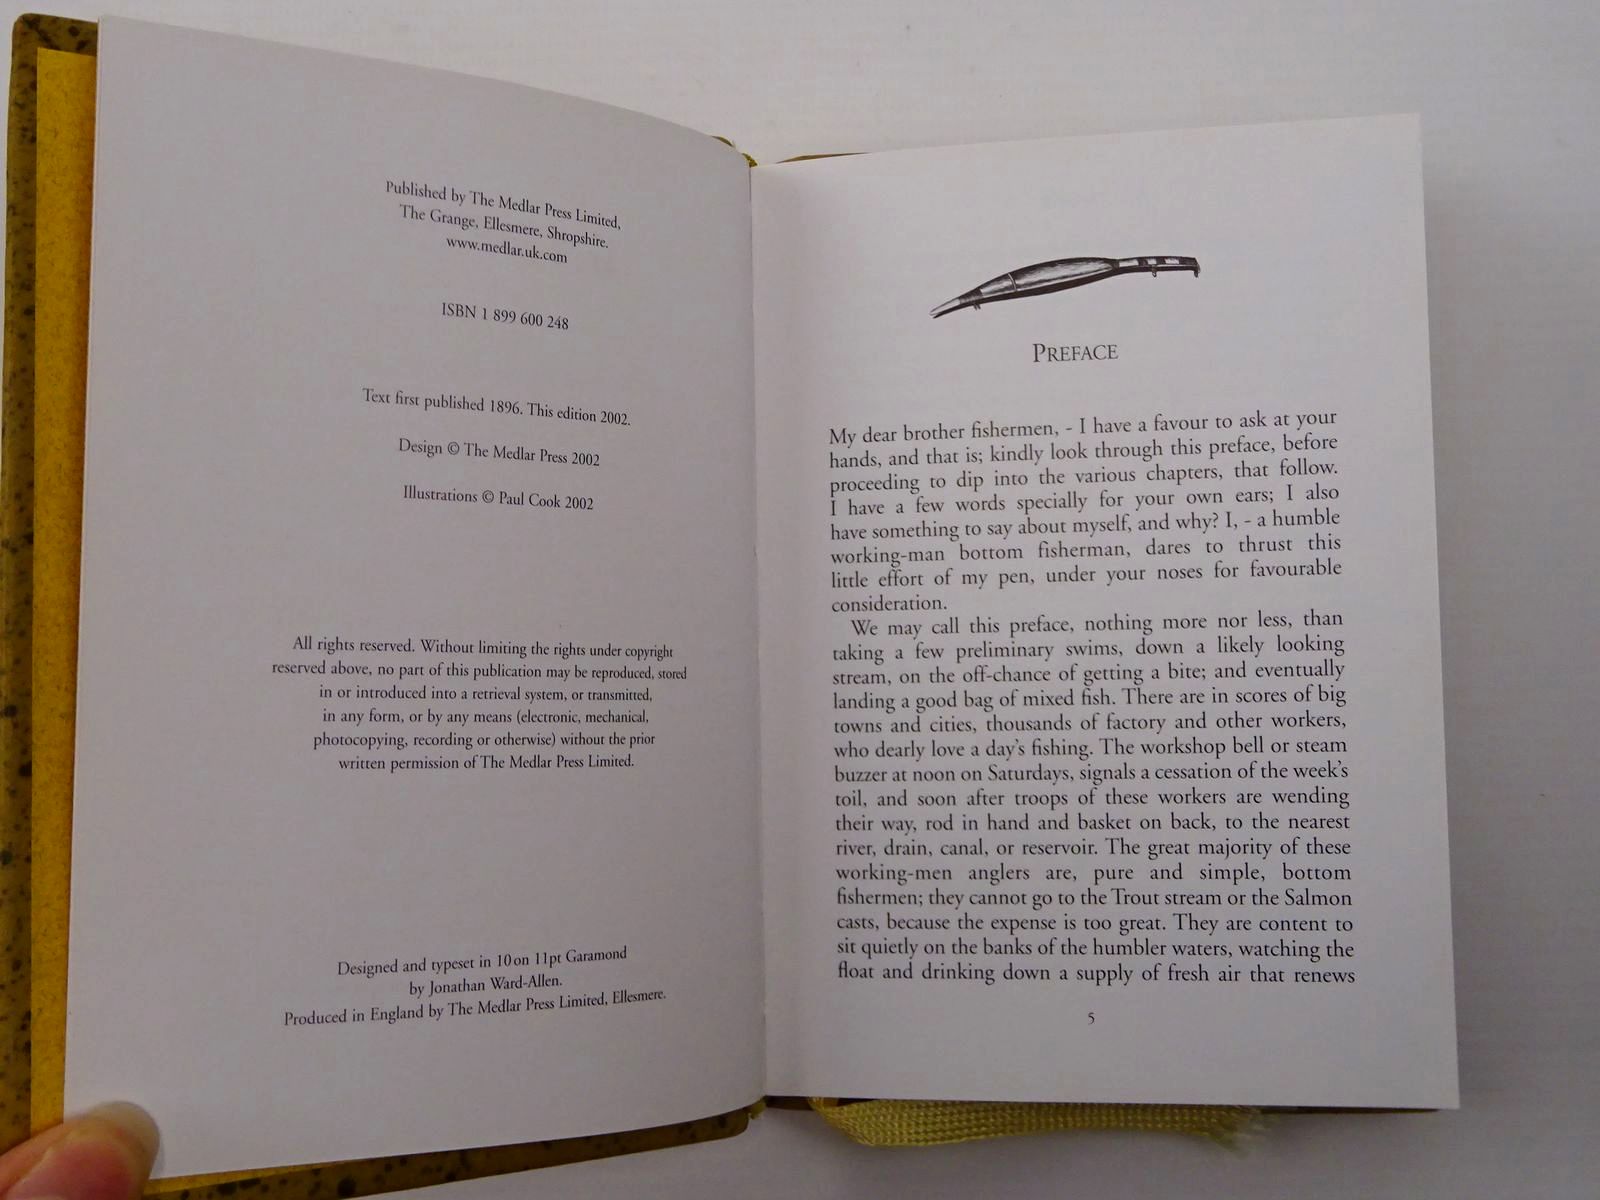 Published by The Medlar Press Limited,
The Grange, Ellesmere, Shropshire.
www.medlar.uk.com
ISBN 1 899 600 248
Text first published 1896. This edition 2002.
Design © The Medlar Press 2002
Illustrations © Paul Cook 2002
All rights reserved. Without limiting the rights under copyright
reserved above, no part of this publication may be reproduced, stored
in or introduced into a retrieval system, or transmitted,
in any form, or by any means (electronic, mechanical,
photocopying, recording or otherwise) without the prior
written permission of The Medlar Press Limited.
Designed and typeset in 10 on 11pt Garamond
by Jonathan Ward-Allen.
Produced in England by The Medlar Press Limited, Ellesmere.
PREFACE
My dear brother fishermen, - I have a favour to ask at your
hands, and that is; kindly look through this preface, before
proceeding to dip into the various chapters, that follow.
I have a few words specially for your own ears; I also
have something to say about myself, and why? I, - a humble
working-man bottom fisherman, dares to thrust this
little effort of my pen, under your noses for favourable
consideration.
We may call this preface, nothing more nor less, than
taking a few preliminary swims, down a likely looking
stream, on the off-chance of getting a bite; and eventually
landing a good bag of mixed fish. There are in scores of big
towns and cities, thousands of factory and other workers,
who dearly love a day's fishing. The workshop bell or steam
buzzer at noon on Saturdays, signals a cessation of the week's
toil, and soon after troops of these workers are wending
their way, rod in hand and basket on back, to the nearest
river, drain, canal, or reservoir. The great majority of these
working-men anglers are, pure and simple, bottom
fishermen; they cannot go to the Trout stream or the Salmon
casts, because the expense is too great. They are content to
sit quietly on the banks of the humbler waters, watching the
float and drinking down a supply of fresh air that renews
5